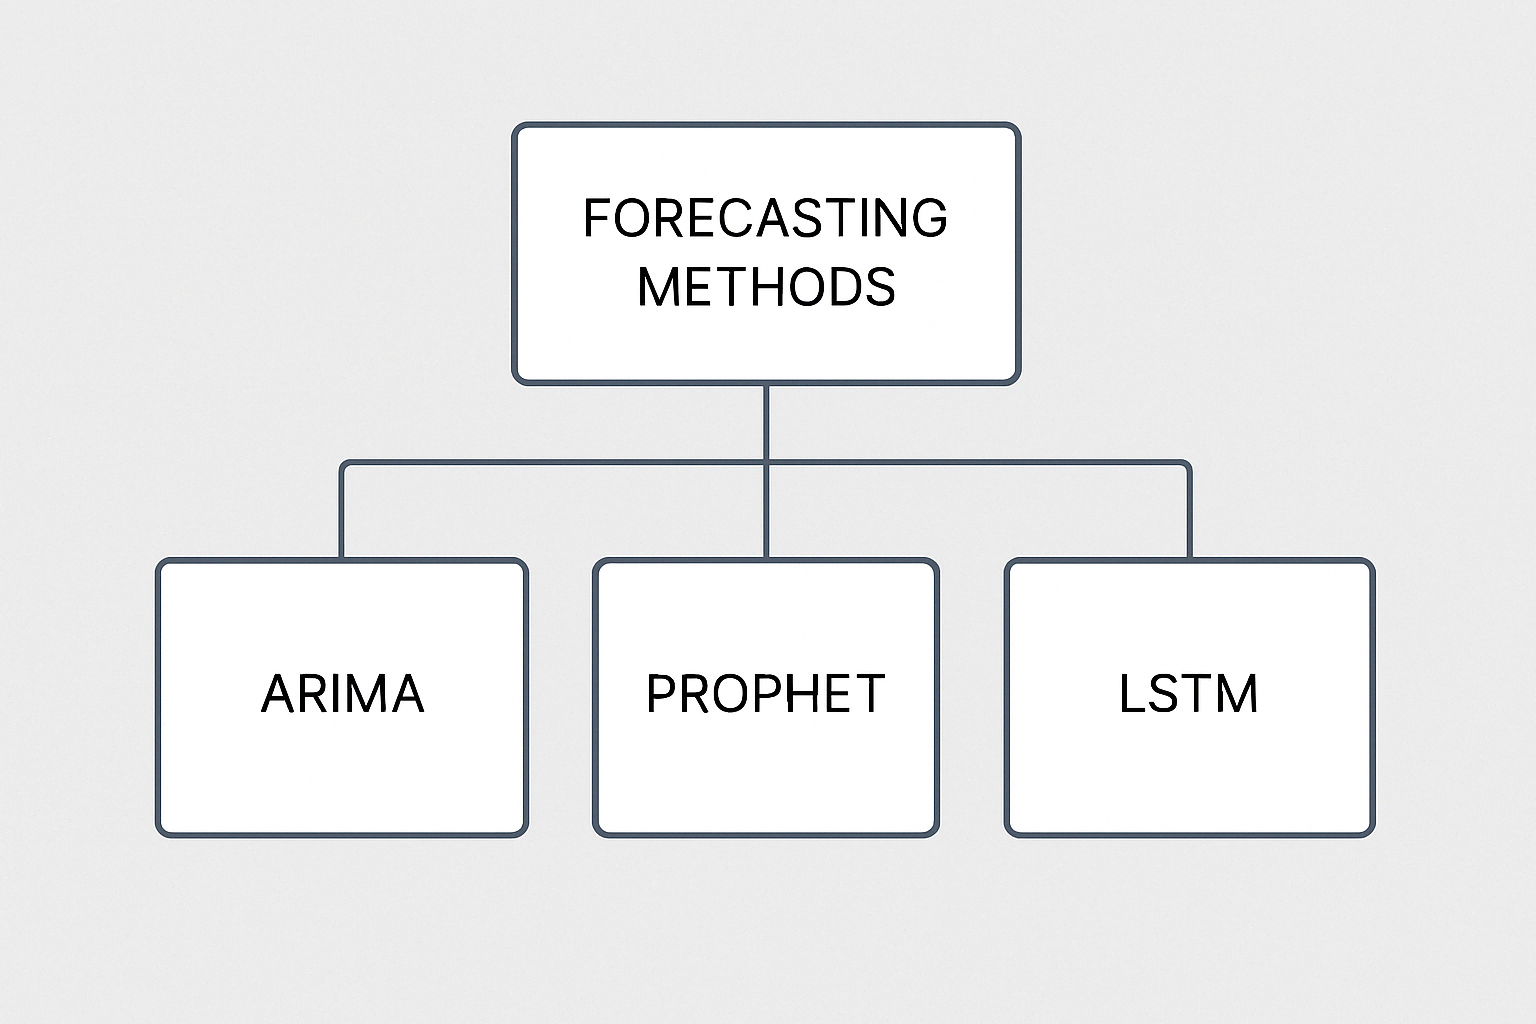 FORECASTING
METHODS
ARIMA
PROPHET
LSTM